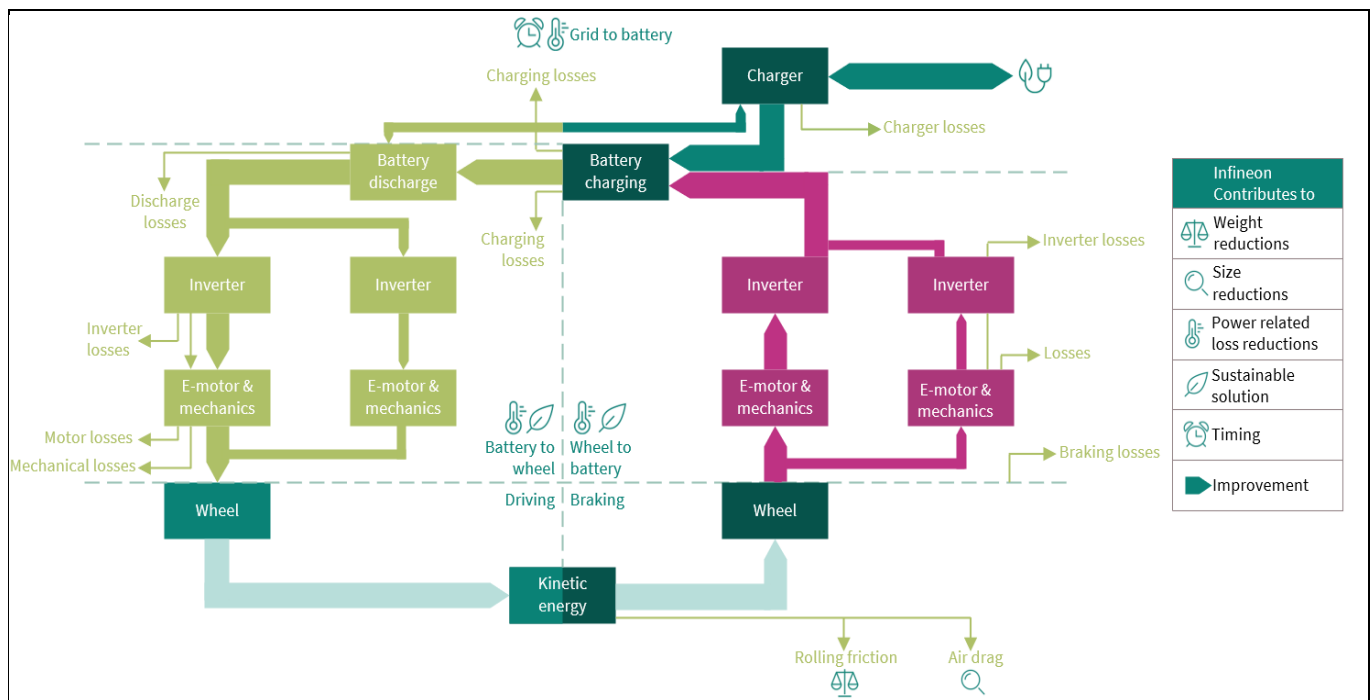 Grid to battery
Charging losses
Charger
Charger losses
Battery
discharge
Battery
charging
Discharge
losses
Charging
losses
Inverter
Inverter
Inverter
Inverter
Inverter losses
Inverter
losses
Losses
E-motor &
mechanics
E-motor &
mechanics
E-motor &
mechanics
E-motor &
mechanics
Motor losses
Mechanical losses
Battery to
wheel
Wheel to
battery
Braking losses
Driving
Braking
Wheel
Wheel
Kinetic
energy
Rolling friction
Air drag
Infineon
Contributes to
Weight
reductions
Size
reductions
Power related
loss reductions
Sustainable
solution
Timing
Improvement